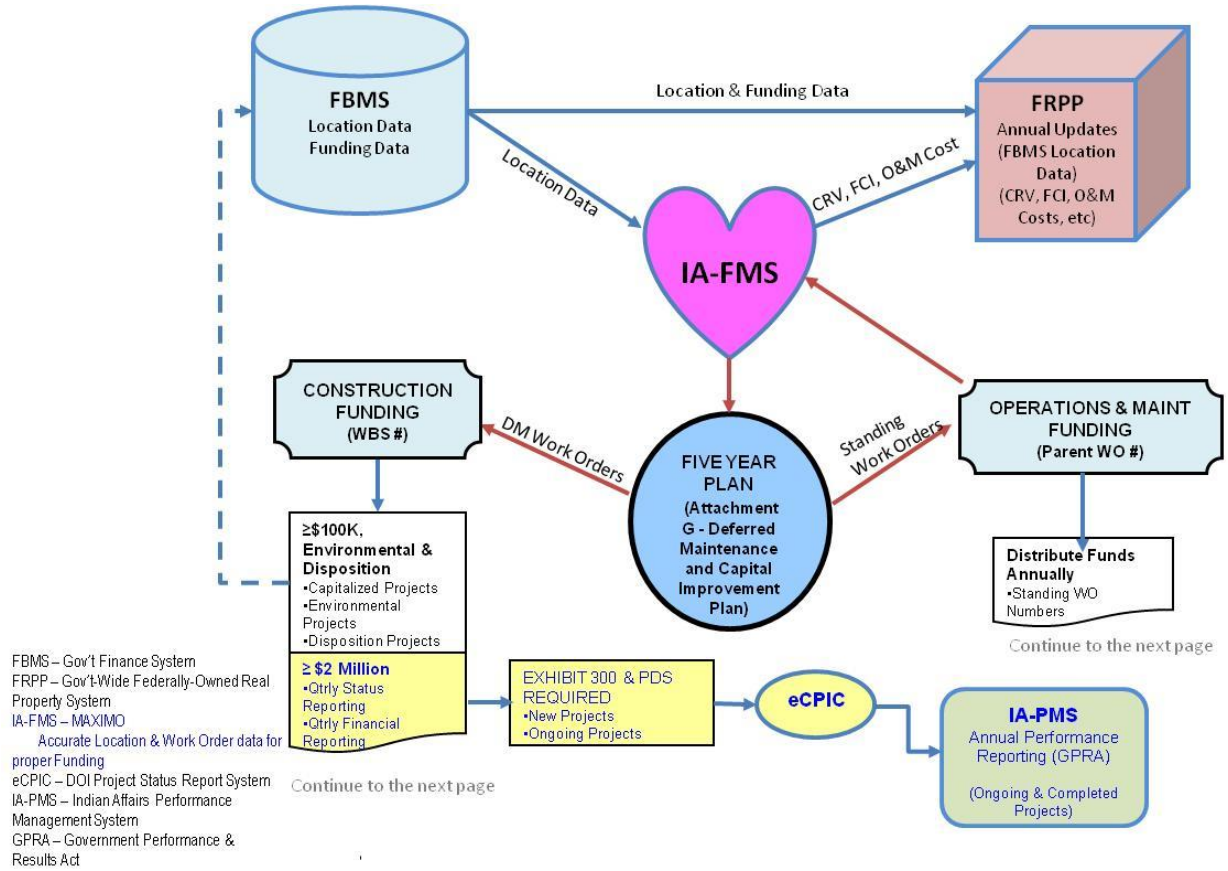 FBMS
Location Data
Funding Data
Location & Funding Data
FRPP
Annual Updates
(FBMS Location
Data)
(CRV, FCI, O&M
Costs, etc)
Location Data
CRV, FCI, O&M Cost
IA-FMS
CONSTRUCTION
FUNDING
(WBS #)
DM Work Orders
FIVE YEAR
PLAN
(Attachment
G - Deferred
Maintenance
and Capital
Improvement
Plan)
Standing
Work Orders
OPERATIONS & MAINT
FUNDING
(Parent WO #)
≥$100K,
Environmental &
Disposition
•Capitalized Projects
•Environmental
Projects
•Disposition Projects
Distribute Funds
Annually
•Standing WO
Numbers
Continue to the next page
≥ $2 Million
•Qtrly Status
Reporting
•Qtrly Financial
Reporting
EXHIBIT 300 & PDS
REQUIRED
•New Projects
•Ongoing Projects
eCPIC
IA-PMS
Annual Performance
Reporting (GPRA)
(Ongoing & Completed
Projects)
Continue to the next page
FBMS – Gov't Finance System
FRPP – Gov't-Wide Federally-Owned Real
Property System
IA-FMS – MAXIMO
Accurate Location & Work Order data for
proper Funding
eCPIC – DOI Project Status Report System
IA-PMS – Indian Affairs Performance
Management System
GPRA – Government Performance &
Results Act